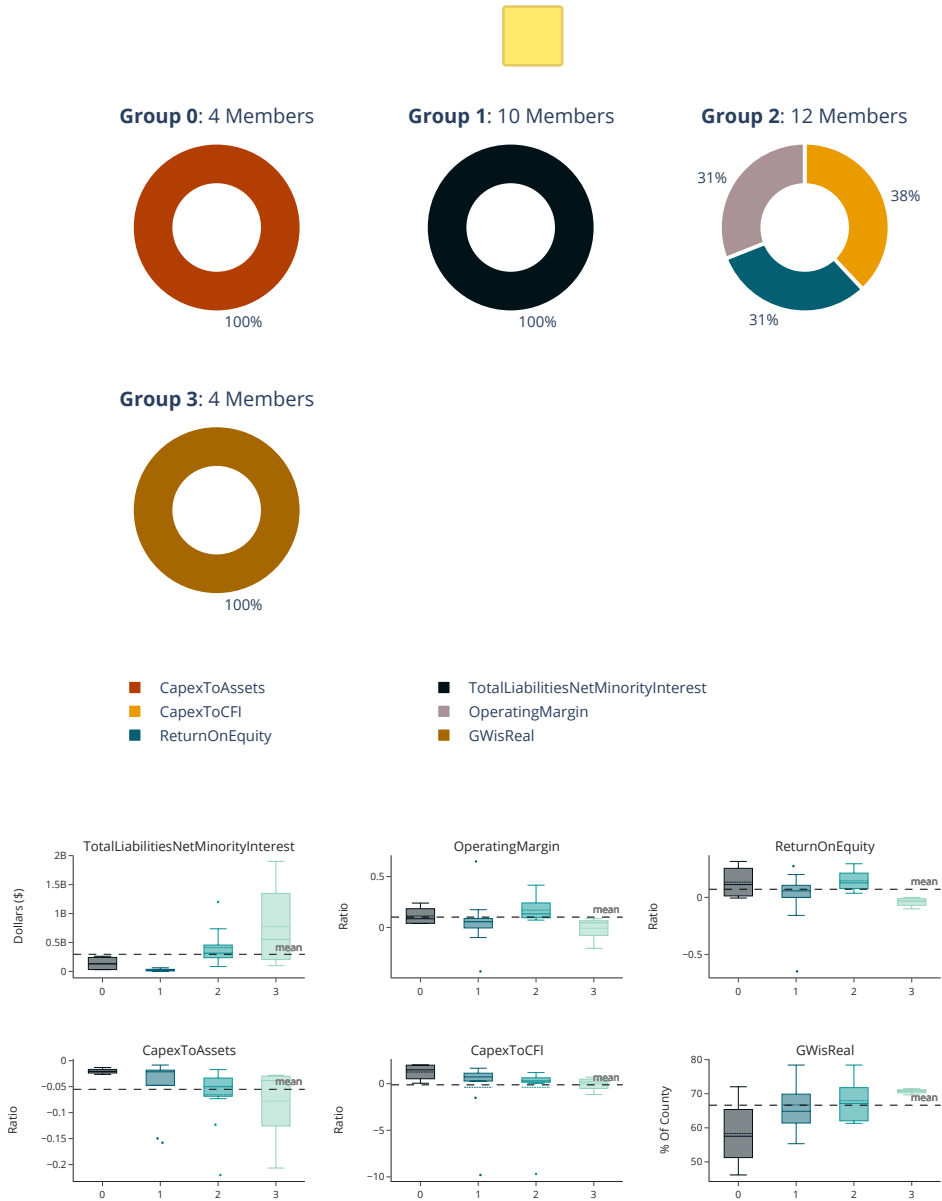 Group 0: 4 Members
Group 1: 10 Members
Group 2: 12 Members
100%
100%
31%
38%
31%
Group 3: 4 Members
100%
CapexToAssets
TotalLiabilitiesNetMinorityInterest
CapexToCFI
OperatingMargin
ReturnOnEquity
GWisReal
TotalLiabilitiesNetMinorityInterest
Dollars ($)
2B
1.5B
1B
0.5B
0
mean
0 1 2 3
OperatingMargin
Ratio
0.5
0
mean
0 1 2 3
ReturnOnEquity
Ratio
0
−0.5
mean
0 1 2 3
CapexToAssets
Ratio
0
−0.05
−0.1
−0.15
−0.2
mean
0 1 2 3
CapexToCFI
Ratio
0
−5
−10
mean
0 1 2 3
GWisReal
% Of County
80
70
60
50
mean
0 1 2 3